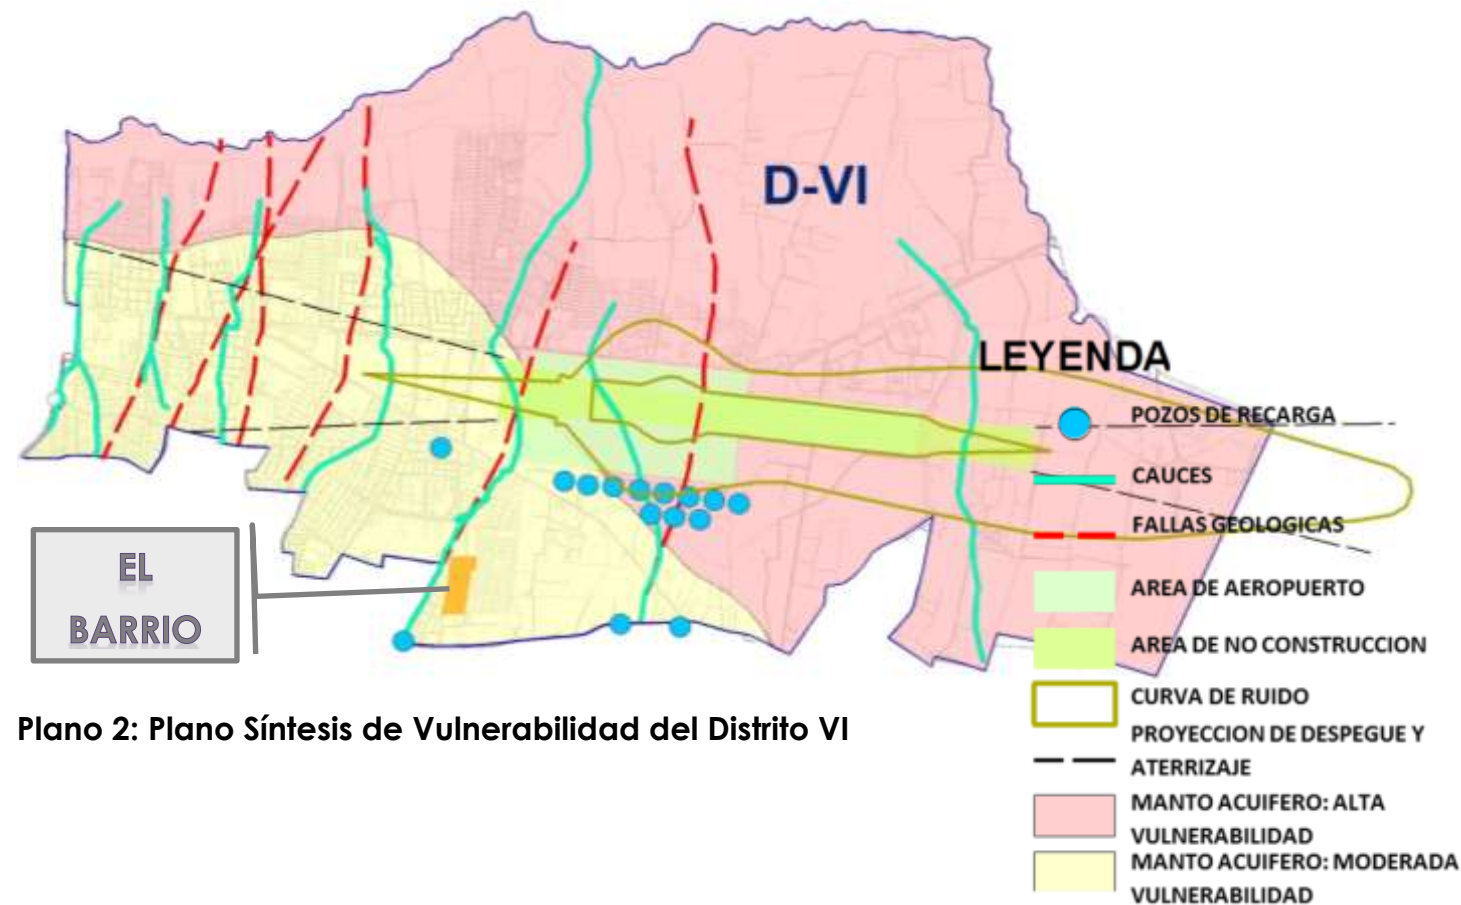 D-VI
LEYENDA
POZOS DE RECARGA
CAUCES
FALLAS GEOLOGICAS
AREA DE AEROPUERTO
AREA DE NO CONSTRUCCION
CURVA DE RUIDO
PROYECCION DE DESPEGUE Y
ATERRIZAJE
MANTO ACUIFERO: ALTA
VULNERABILIDAD
MANTO ACUIFERO: MODERADA
VULNERABILIDAD
EL
BARRIO
Plano 2: Plano Síntesis de Vulnerabilidad del Distrito VI